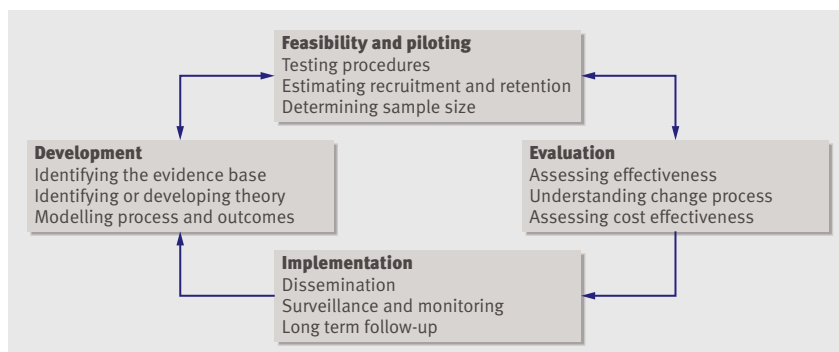 Feasibility and piloting
Testing procedures
Estimating recruitment and retention
Determining sample size
Development
Identifying the evidence base
Identifying or developing theory
Modelling process and outcomes
Evaluation
Assessing effectiveness
Understanding change process
Assessing cost effectiveness
Implementation
Dissemination
Surveillance and monitoring
Long term follow-up